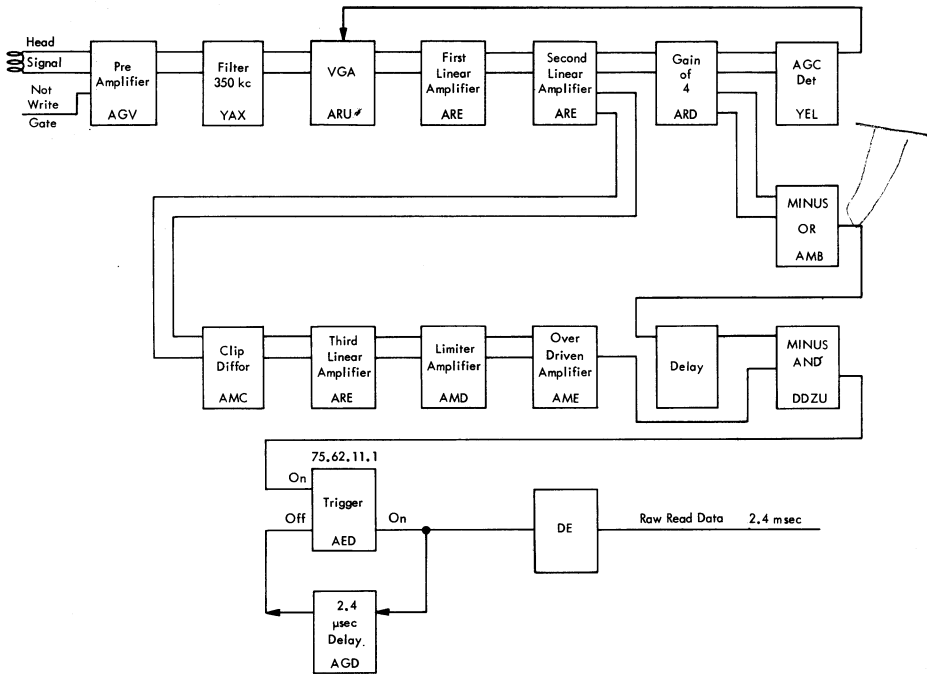 Head
Signal
Not
Write
Gate
Pre
Amplifier
AGV
Filter
350 kc
YAX
VGA
ARU
First
Linear
Amplifier
ARE
Second
Linear
Amplifier
ARE
Gain
of
4
ARD
AGC
Det
YEL
MINUS
OR
AMB
Clip
Diffor
AMC
Third
Linear
Amplifier
ARE
Limiter
Amplifier
AMD
Over
Driven
Amplifier
AME
Delay
MINUS
AND
DDZU
75.62.11.1
On
Trigger
Off
On
AED
DE
Raw Read Data 2.4 msec
2.4
μsec
Delay.
AGD